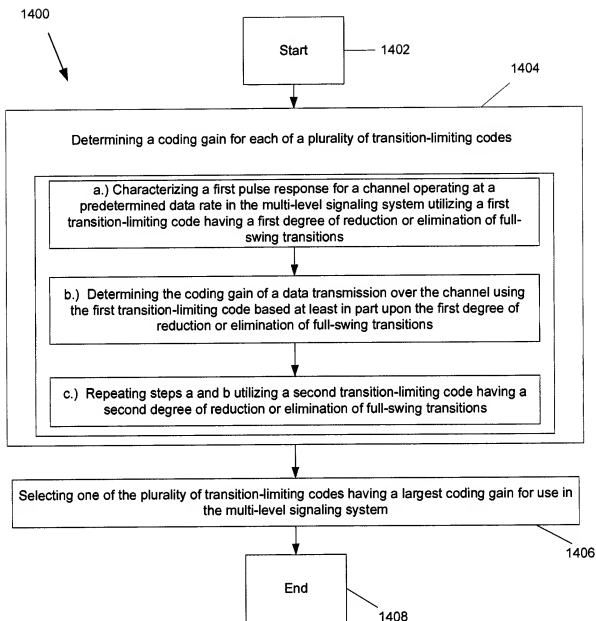 1400
Start
1402
1404
Determining a coding gain for each of a plurality of transition-limiting codes
a.) Characterizing a first pulse response for a channel operating at a
predetermined data rate in the multi-level signaling system utilizing a first
transition-limiting code having a first degree of reduction or elimination of full-
swing transitions
b.) Determining the coding gain of a data transmission over the channel using
the first transition-limiting code based at least in part upon the first degree of
reduction or elimination of full-swing transitions
c.) Repeating steps a and b utilizing a second transition-limiting code having a
second degree of reduction or elimination of full-swing transitions
Selecting one of the plurality of transition-limiting codes having a largest coding gain for use in
the multi-level signaling system
1406
End
1408